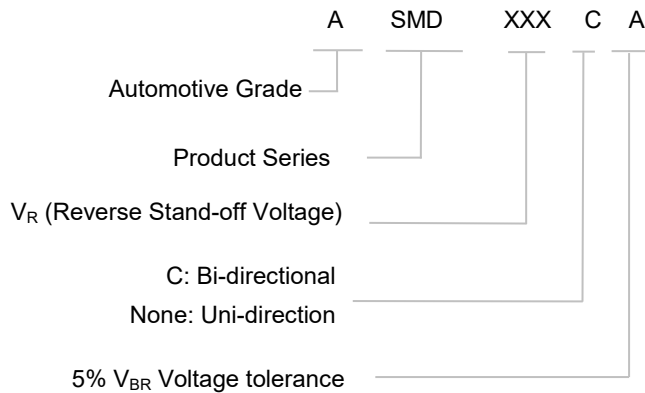 A SMD XXX C A
Automotive Grade
Product Series
VR (Reverse Stand-off Voltage)
C: Bi-directional
None: Uni-direction
5% VBR Voltage tolerance